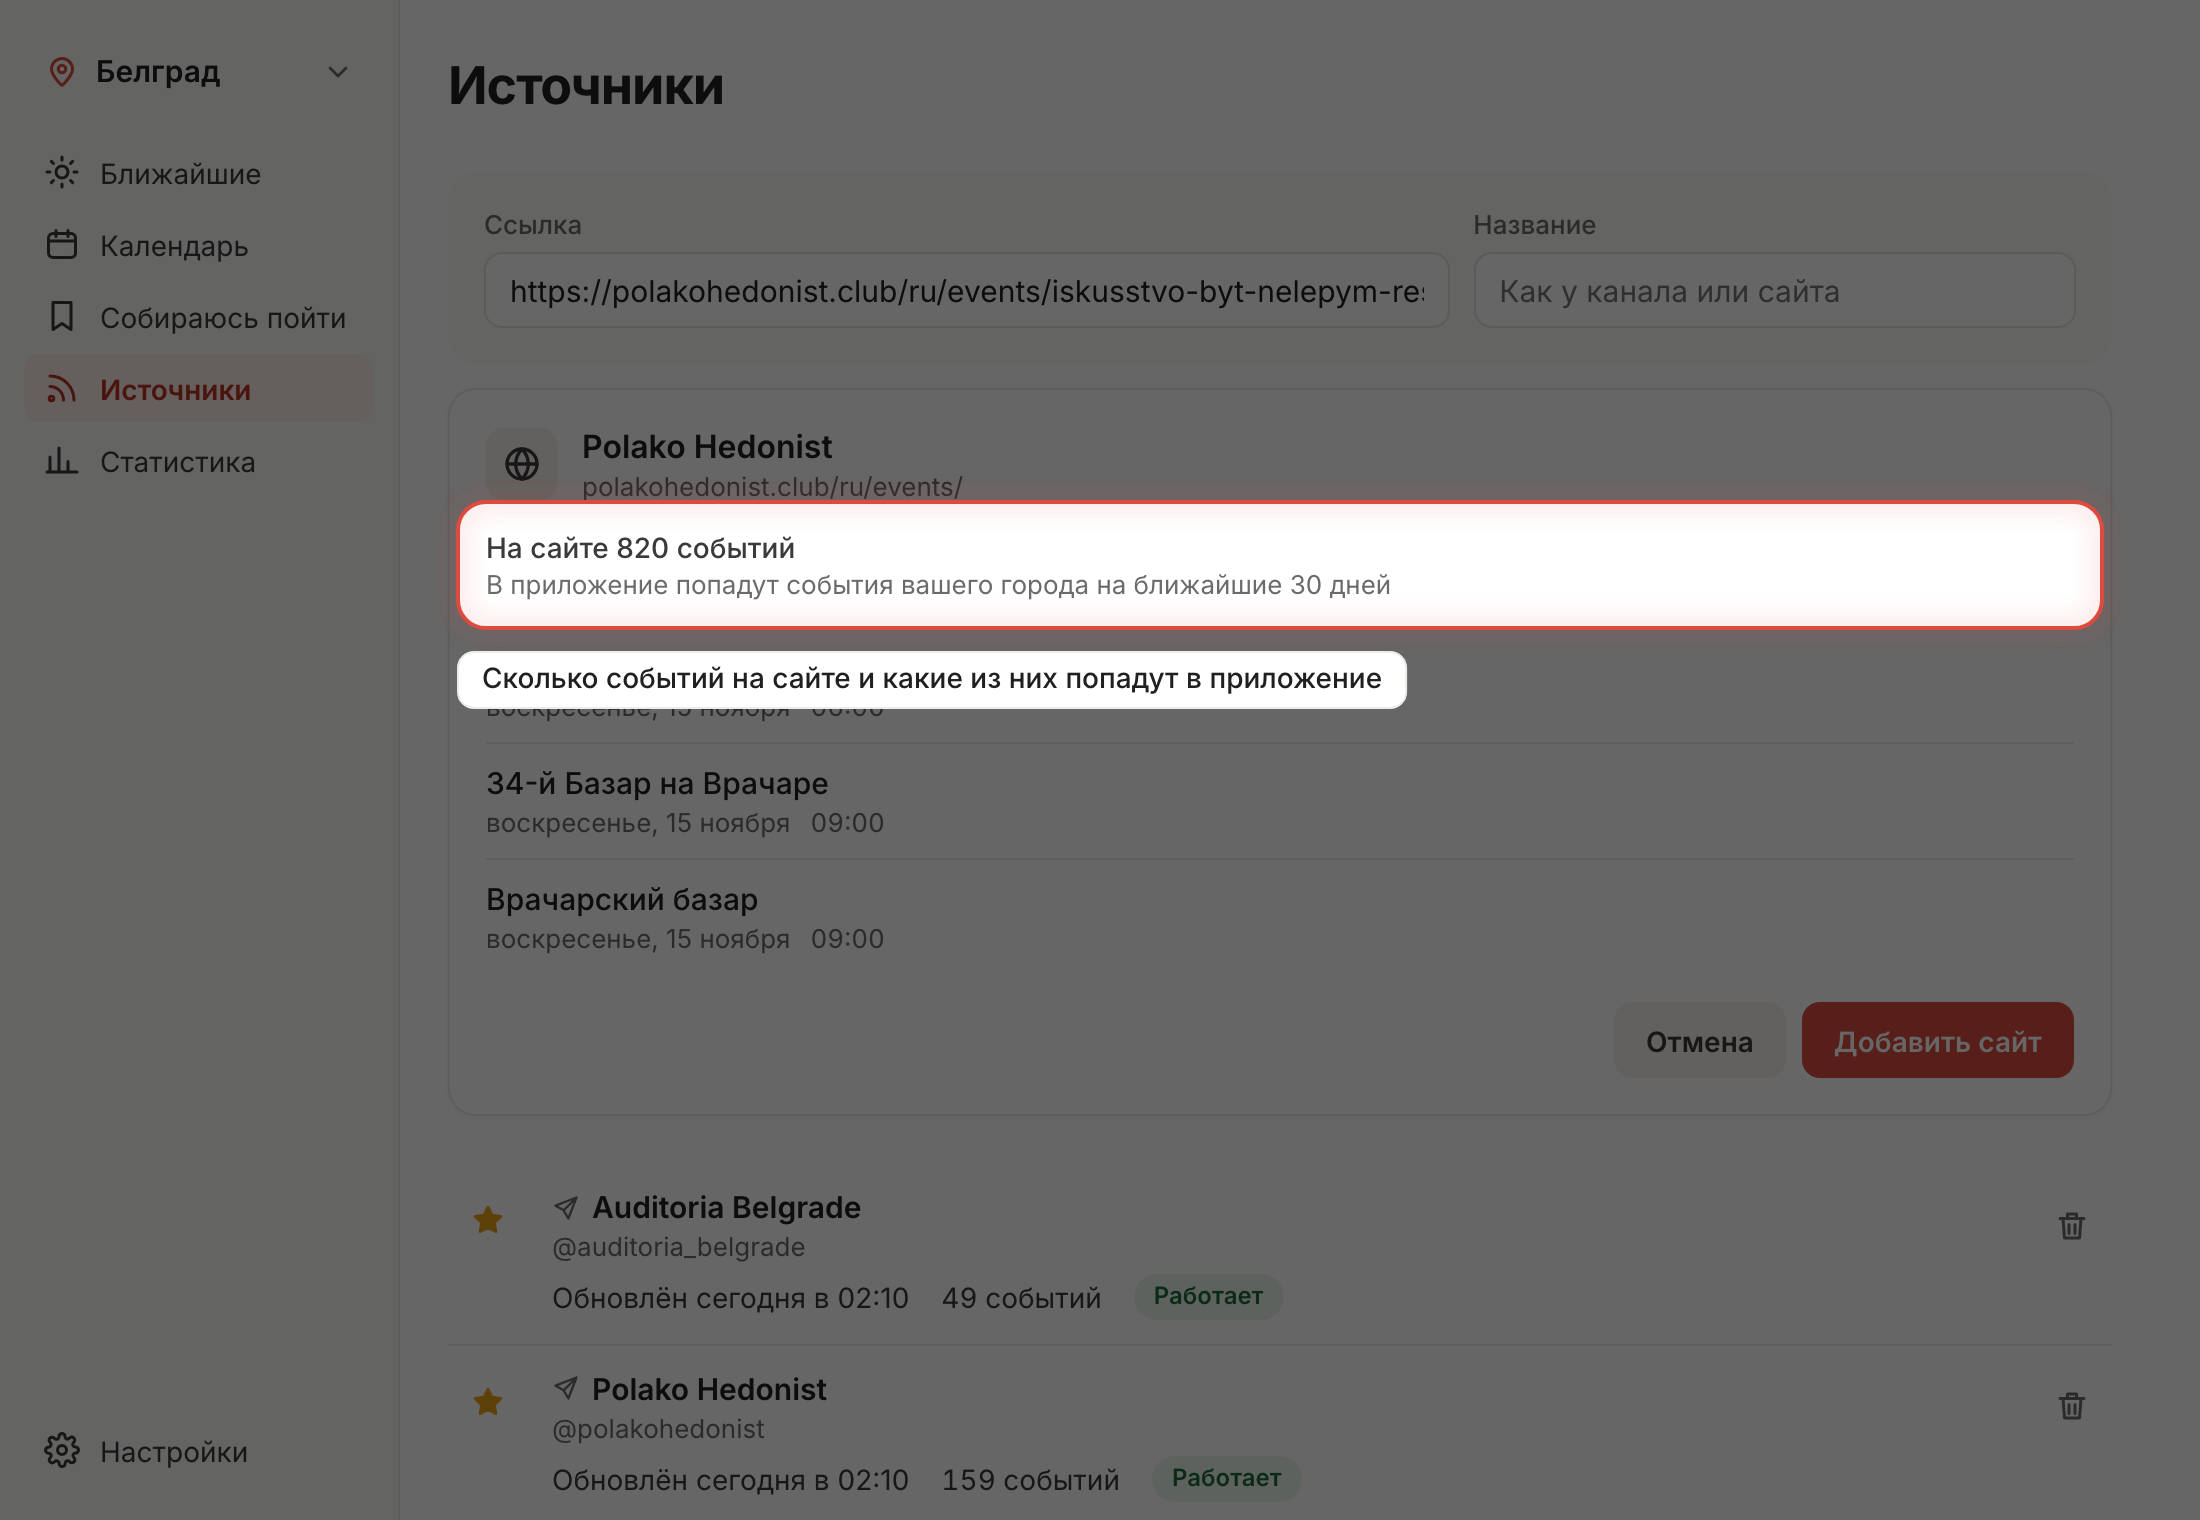 Белград
Ближайшие
Календарь
Собираюсь пойти
Источники
Статистика
Настройки
Источники
Ссылка
https://polakohedonist.club/ru/events/iskusstvo-byt-nelepym-res
Название
Как у канала или сайта
Polako Hedonist
polakohedonist.club/ru/events/
На сайте 820 событий
В приложение попадут события вашего города на ближайшие 30 дней
Сколько событий на сайте и какие из них попадут в приложение
воскресенье, 15 ноября
34-й Базар на Врачаре
воскресенье, 15 ноября 09:00
Врачарский базар
воскресенье, 15 ноября 09:00
Отмена
Добавить сайт
Auditoria Belgrade
@auditoria_belgrade
Обновлён сегодня в 02:10 49 событий Работает
Polako Hedonist
@polakohedonist
Обновлён сегодня в 02:10 159 событий Работает